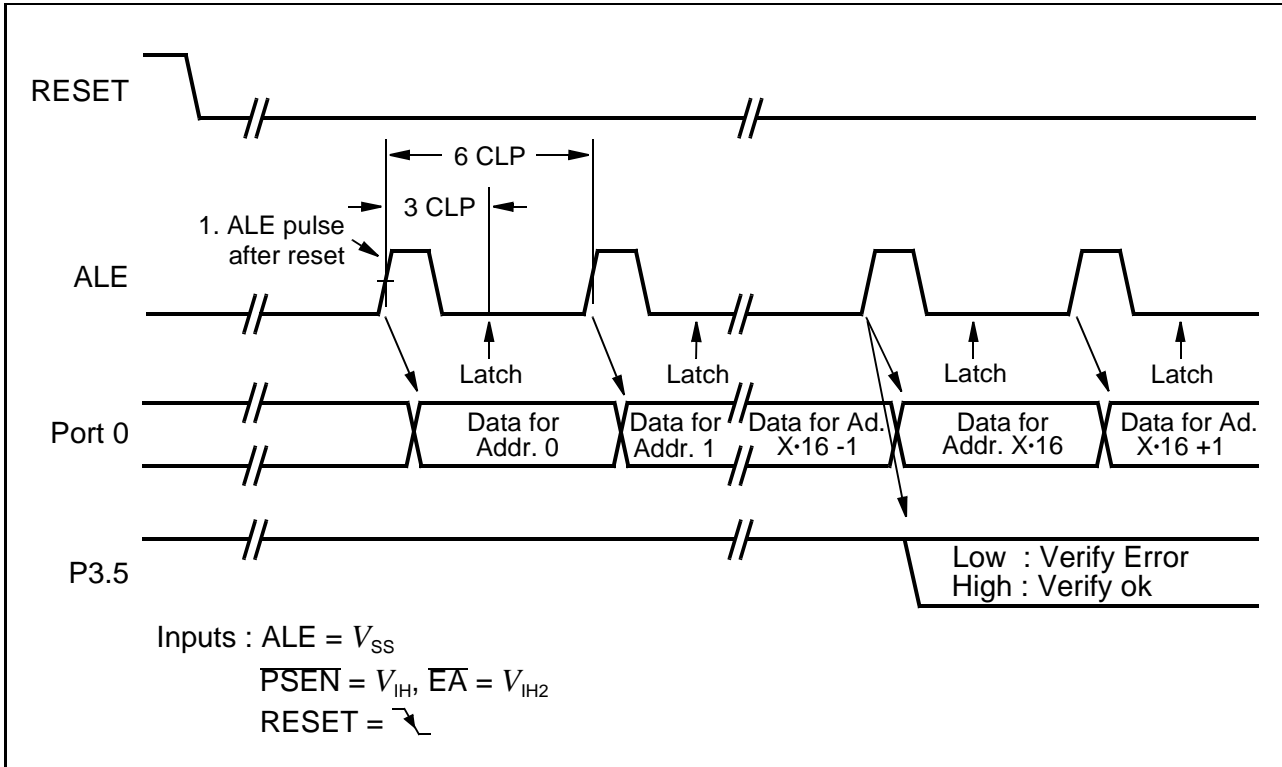 RESET
6 CLP
3 CLP
1. ALE pulse
after reset
ALE
Latch
Latch
Latch
Latch
Port 0
Data for
Addr. 0
Data for
Addr. 1
Data for Ad.
X·16 -1
Data for
Addr. X·16
Data for Ad.
X·16 +1
P3.5
Low : Verify Error
High : Verify ok
Inputs : ALE = VSS
PSEN = VIH, EA = VIH2
RESET =